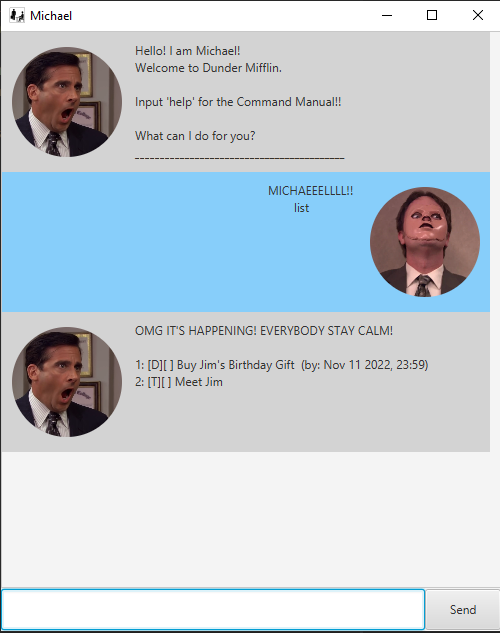 Michael
Hello! I am Michael!
Welcome to Dunder Mifflin.
Input 'help' for the Command Manual!!
What can I do for you?
__________________________________________
MICHAEEELLLL!!
list
OMG IT'S HAPPENING! EVERYBODY STAY CALM!
1: [D][ ] Buy Jim's Birthday Gift  (by: Nov 11 2022, 23:59)
2: [T][ ] Meet Jim
Send